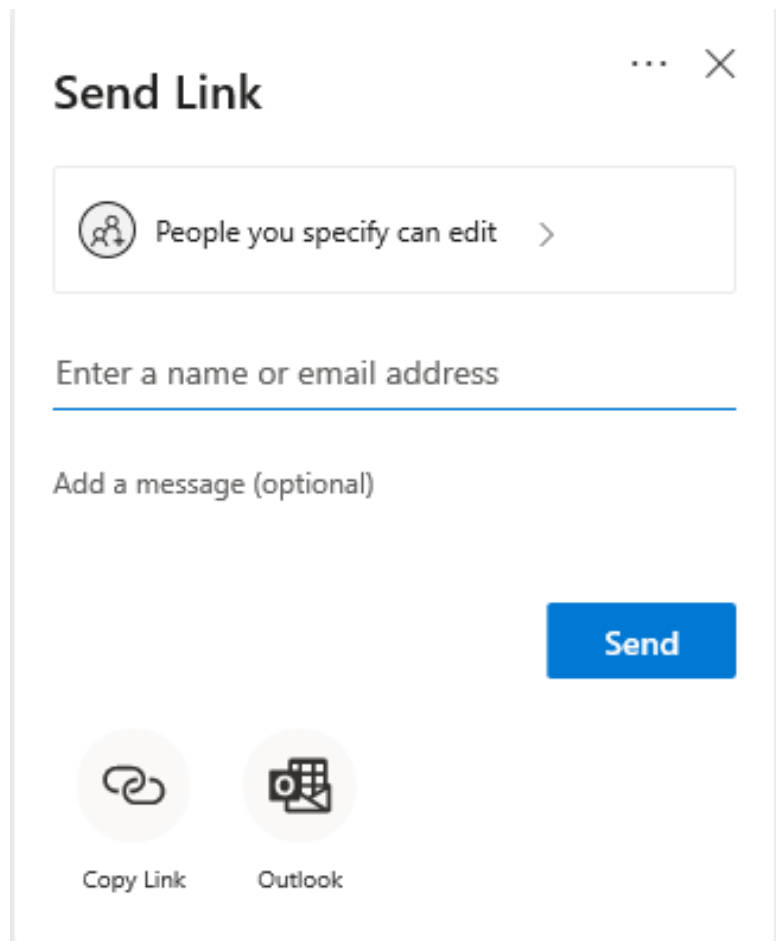 Send Link
People you specify can edit
Enter a name or email address
Add a message (optional)
Send
Copy Link
Outlook